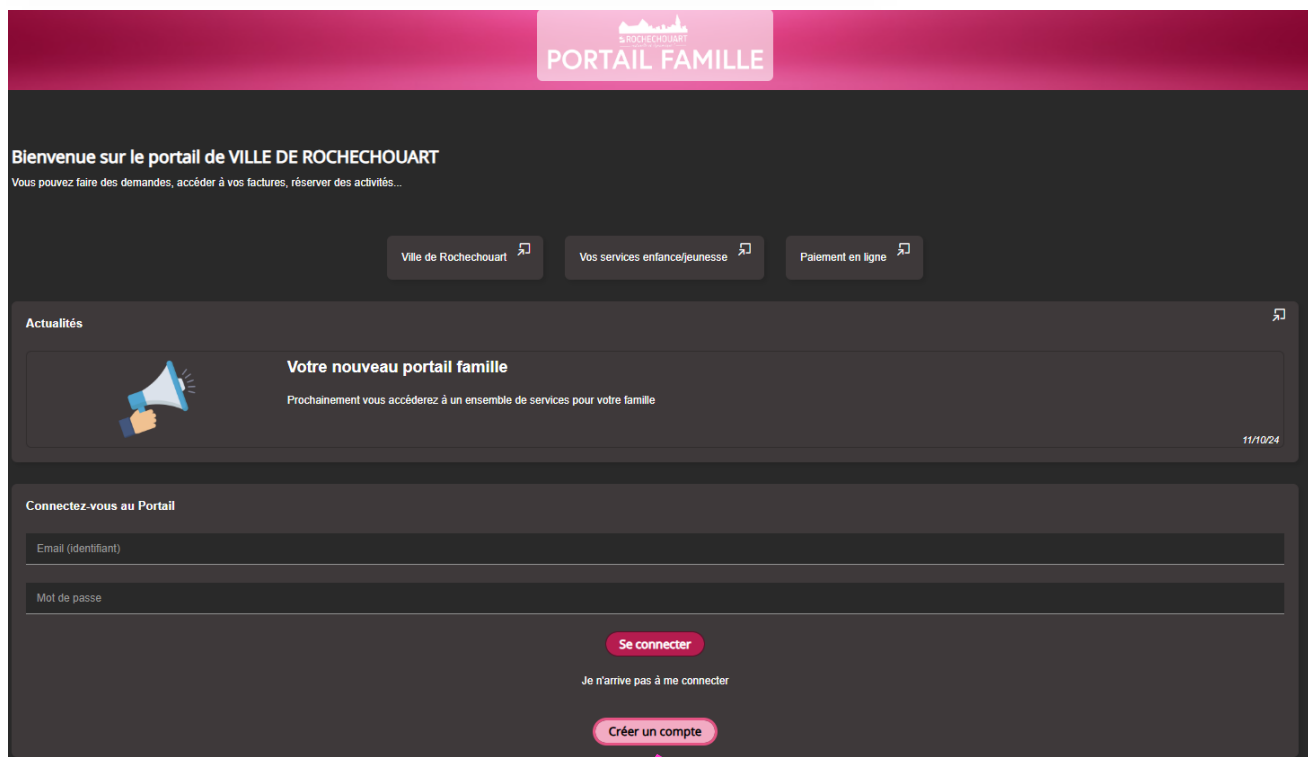 ROCHECHOUART
PORTAIL FAMILLE
Bienvenue sur le portail de VILLE DE ROCHECHOUART
Vous pouvez faire des demandes, accéder à vos factures, réserver des activités...
Ville de Rochechouart
Vos services enfance/jeunesse
Paiement en ligne
Actualités
Votre nouveau portail famille
Prochainement vous accéderez à un ensemble de services pour votre famille
11/10/24
Connectez-vous au Portail
Email (identifiant)
Mot de passe
Se connecter
Je n'arrive pas à me connecter
Créer un compte